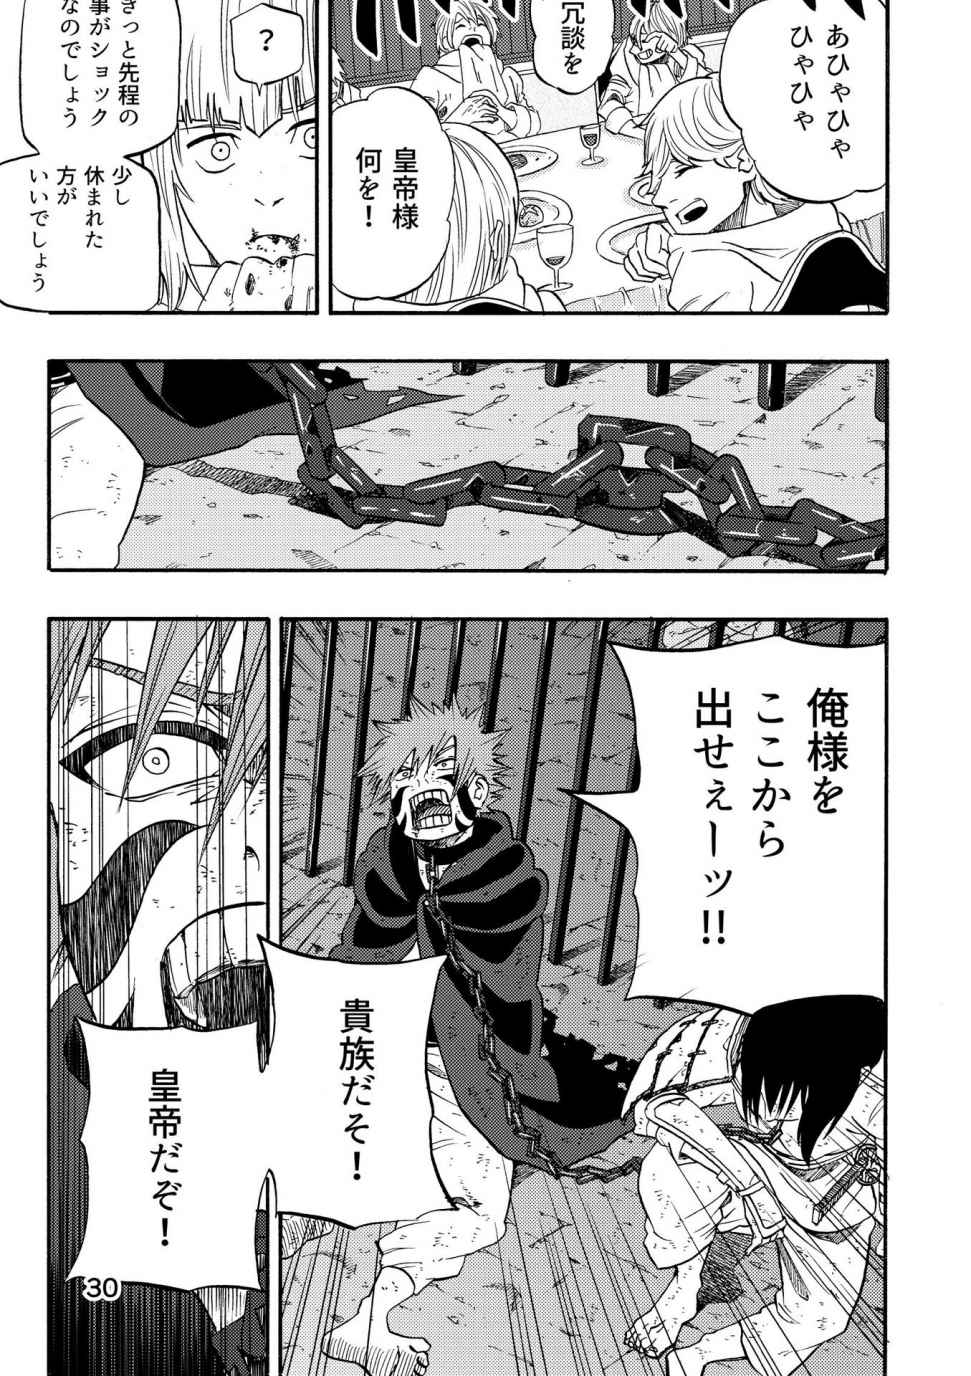 あひゃひゃ
ひゃひゃ
冗談を
皇帝様
何を！
？
きっと先程の
事がショック
なのでしょう
少し
休まれた
方が
いいでしょう
俺様を
ここから
出せぇーッ!!
貴族だぞ！
皇帝だぞ！
30